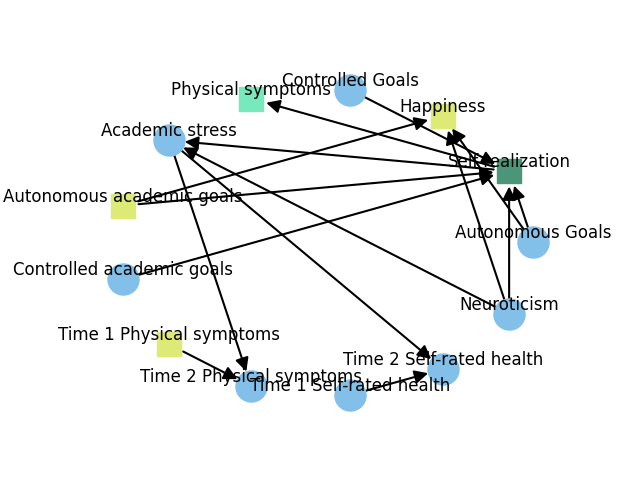 Controlled Goals
Physical symptoms
Happiness
Academic stress
Self-realization
Autonomous academic goals
Autonomous Goals
Controlled academic goals
Neuroticism
Time 1 Physical symptoms
Time 2 Self-rated health
Time 2 Physical symptoms
Time 1 Self-rated health